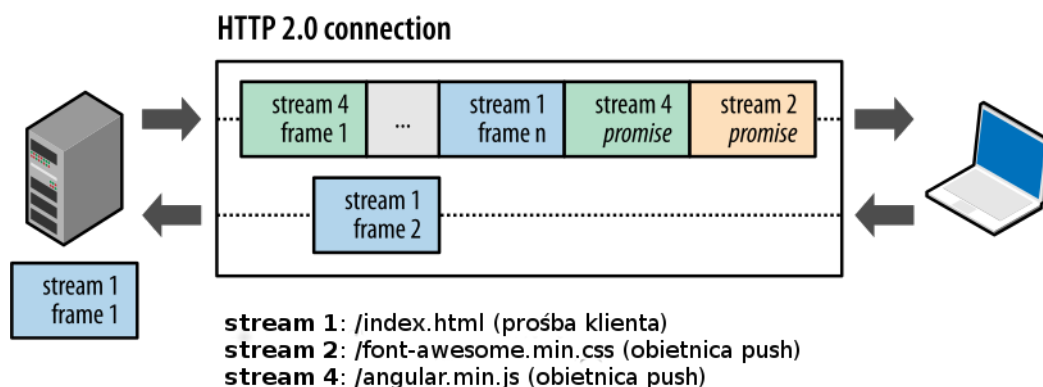 HTTP 2.0 connection
stream 4
frame 1
...
stream 1
frame n
stream 4
promise
stream 2
promise
stream 1
frame 2
stream 1
frame 1
stream 1: /index.html (prośba klienta)
stream 2: /font-awesome.min.css (obietnica push)
stream 4: /angular.min.js (obietnica push)